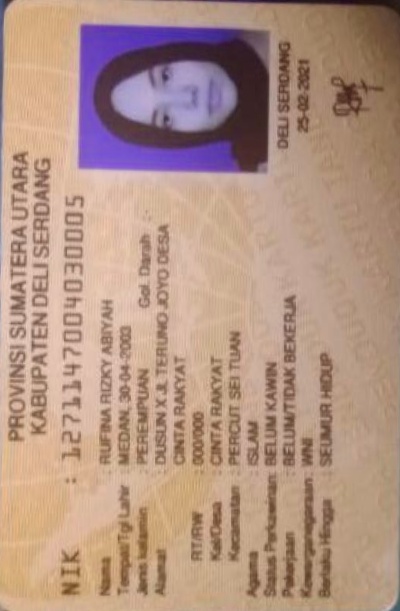 PROVINSI SUMATERA UTARA
KABUPATEN DELI SERDANG
NIK : 1271147004030005
Nama : RUFINA RIZKY ABIYAH
Tempat/Tgl Lahir : MEDAN, 30-04-2003
Jenis kelamin : PEREMPUAN Gol. Darah : -
Alamat : DUSUN X JL TERUNO JOYO DESA
CINTA RAKYAT
RT/RW : 000/000
Kel/Desa : CINTA RAKYAT
Kecamatan : PERCUT SEI TUAN
Agama : ISLAM
Status Perkawinan: BELUM KAWIN
Pekerjaan : BELUM/TIDAK BEKERJA
Kewarganegaraan: WNI
Berlaku Hingga : SEUMUR HIDUP
DELI SERDANG
25-02-2021